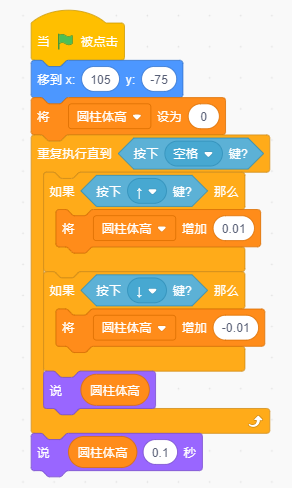 当 被点击
移到 x: 105 y: -75
将 圆柱体高 设为 0
重复执行直到 按下 空格 键?
如果 按下 ↑ 键? 那么
将 圆柱体高 增加 0.01
如果 按下 ↓ 键? 那么
将 圆柱体高 增加 -0.01
说 圆柱体高
说 圆柱体高 0.1 秒